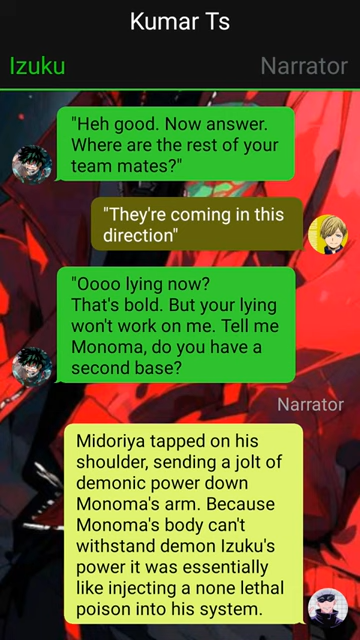 Kumar Ts
Izuku
Narrator
"Heh good. Now answer.
Where are the rest of your
team mates?"
"They're coming in this
direction"
"Oooo lying now?
That's bold. But your lying
won't work on me. Tell me
Monoma, do you have a
second base?
Narrator
Midoriya tapped on his
shoulder, sending a jolt of
demonic power down
Monoma's arm. Because
Monoma's body can't
withstand demon Izuku's
power it was essentially
like injecting a none lethal
poison into his system.